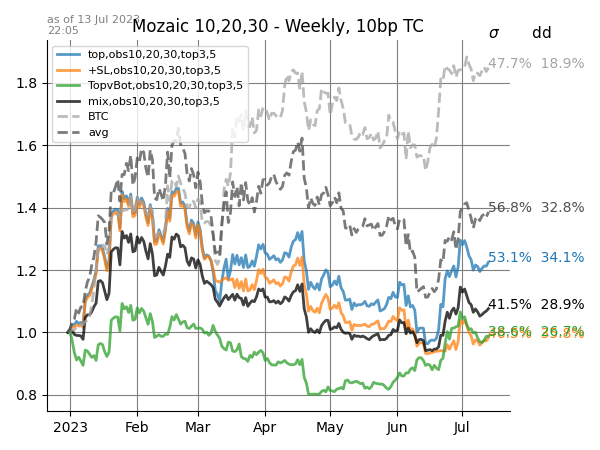 as of 13 Jul 2023
22:05
Mozaic 10,20,30 - Weekly, 10bp TC
σ dd
top,obs10,20,30,top3,5
+SL,obs10,20,30,top3,5
TopvBot,obs10,20,30,top3,5
mix,obs10,20,30,top3,5
BTC
avg
47.7% 18.9%
56.8% 32.8%
53.1% 34.1%
41.5% 28.9%
38.6% 26.7%
1.8
1.6
1.4
1.2
1.0
0.8
2023 Feb Mar Apr May Jun Jul